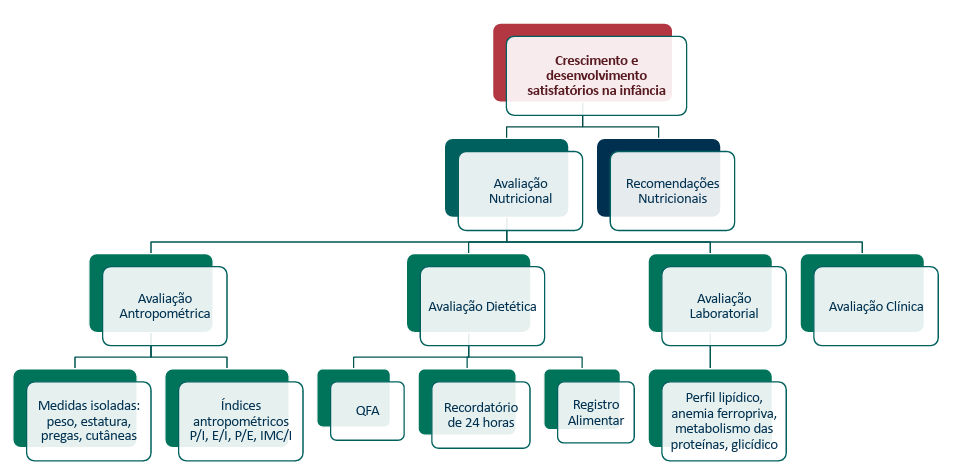 Crescimento e
desenvolvimento
satisfatórios na infância
Avaliação
Nutricional
Recomendações
Nutricionais
Avaliação
Antropométrica
Avaliação Dietética
Avaliação
Laboratorial
Avaliação Clínica
Medidas isoladas:
peso, estatura,
pregas, cutâneas
Índices
antropométricos
P/I, E/I, P/E, IMC/I
QFA
Recordatório
de 24 horas
Registro
Alimentar
Perfil lipídico,
anemia ferropriva,
metabolismo das
proteínas, glicídico